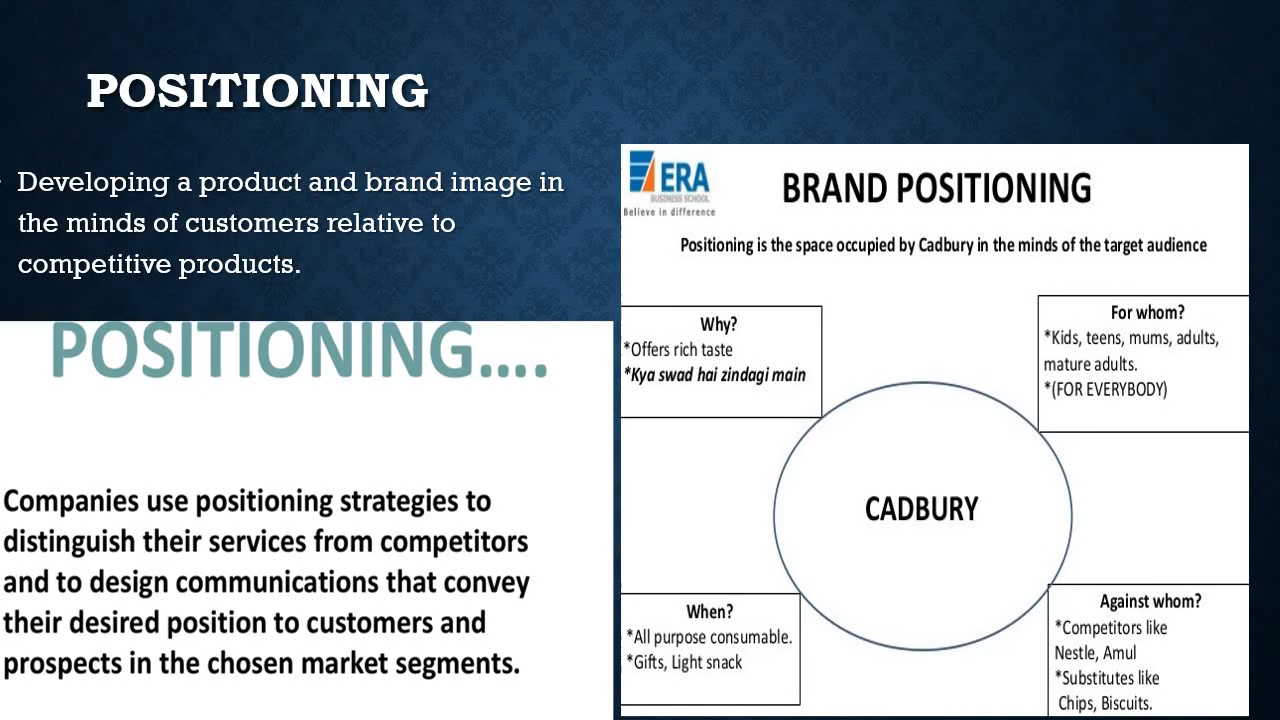 POSITIONING
Developing a product and brand image in
the minds of customers relative to
competitive products.
POSITIONING....
Companies use positioning strategies to
distinguish their services from competitors
and to design communications that convey
their desired position to customers and
prospects in the chosen market segments.
ERA
BUSINESS SCHOOL
Believe in difference
BRAND POSITIONING
Positioning is the space occupied by Cadbury in the minds of the target audience
Why?
*Offers rich taste
*Kya swad hai zindagi main
For whom?
*Kids, teens, mums, adults,
mature adults.
*(FOR EVERYBODY)
CADBURY
When?
*All purpose consumable.
*Gifts, Light snack
Against whom?
*Competitors like
Nestle, Amul
*Substitutes like
Chips, Biscuits.